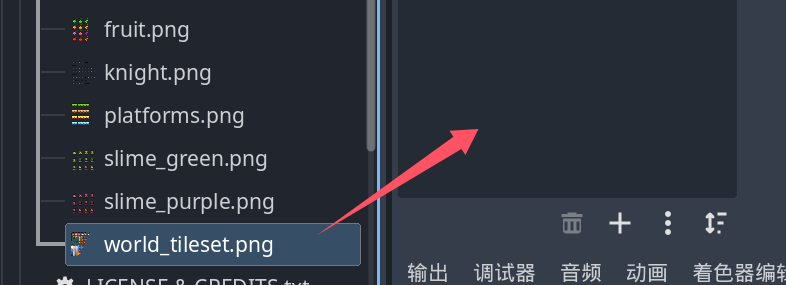 fruit.png
knight.png
platforms.png
slime_green.png
slime_purple.png
world_tileset.png
LICENSE & CREDITS.txt
输出 调试器 音频 动画 着色器编辑